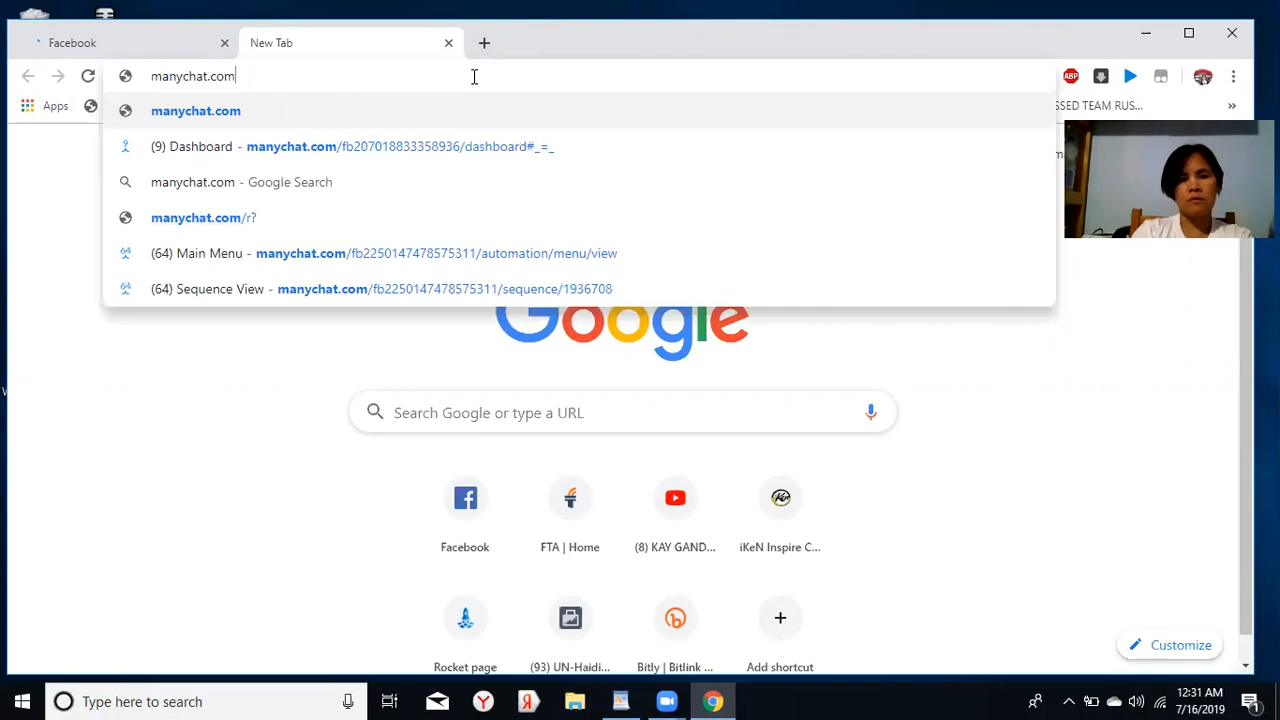 Facebook
New Tab
manychat.com
Apps
SSED TEAM RUS...
manychat.com
(9) Dashboard - manychat.com/fb207018833358936/dashboard#_=_
manychat.com - Google Search
manychat.com/r?
(64) Main Menu - manychat.com/fb2250147478575311/automation/menu/view
(64) Sequence View - manychat.com/fb2250147478575311/sequence/1936708
Google
Search Google or type a URL
Facebook
FTA | Home
(8) KAY GAND...
iKeN Inspire C...
Rocket page
(93) UN-Haidi...
Bitly | Bitlink ...
Add shortcut
Customize
Type here to search
12:31 AM
7/16/2019